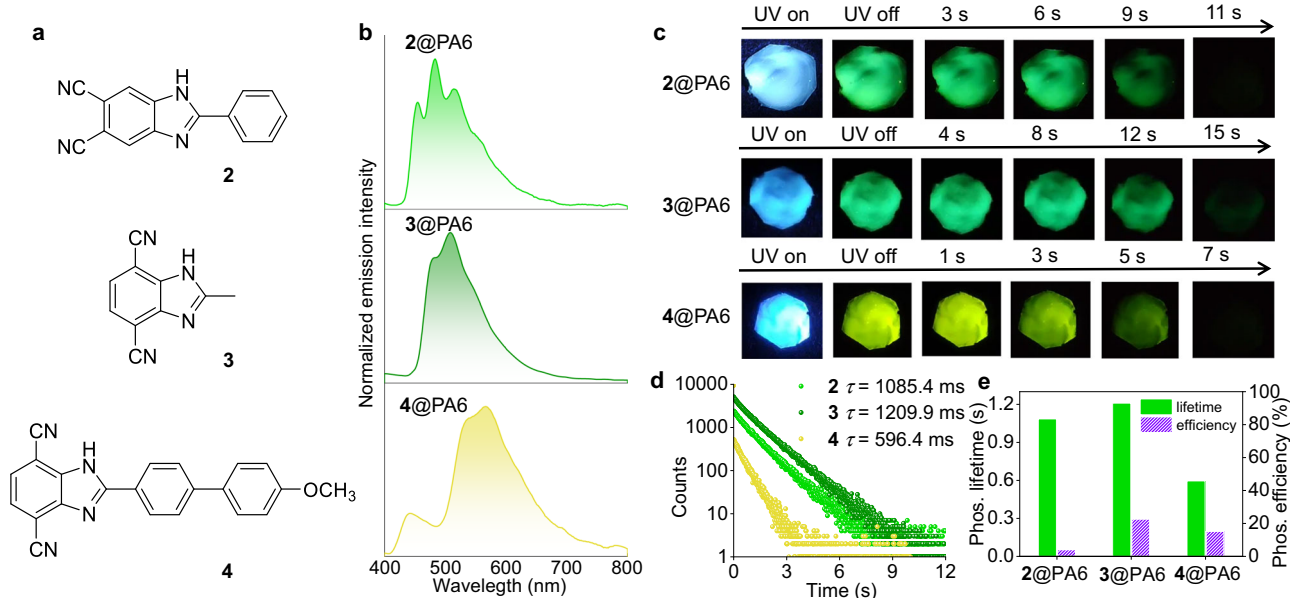 a
NC
NC
H
N
N
2
CN
H
N
N
CN
3
CN
H
N
N
OCH3
CN
4
b
Normalized emission intensity
2@PA6
3@PA6
4@PA6
400 500 600 700 800
Wavelegth (nm)
c
UV on UV off 3 s 6 s 9 s 11 s
2@PA6
UV on UV off 4 s 8 s 12 s 15 s
3@PA6
UV on UV off 1 s 3 s 5 s 7 s
4@PA6
d
Counts
10000
1000
100
10
1
2 τ = 1085.4 ms
3 τ = 1209.9 ms
4 τ = 596.4 ms
0 3 6 9 12
Time (s)
e
Phos. lifetime (s)
1.2
0.9
0.6
0.3
0.0
lifetime
efficiency
100
80
60
40
20
0
Phos. efficiency (%)
2@PA6 3@PA6 4@PA6